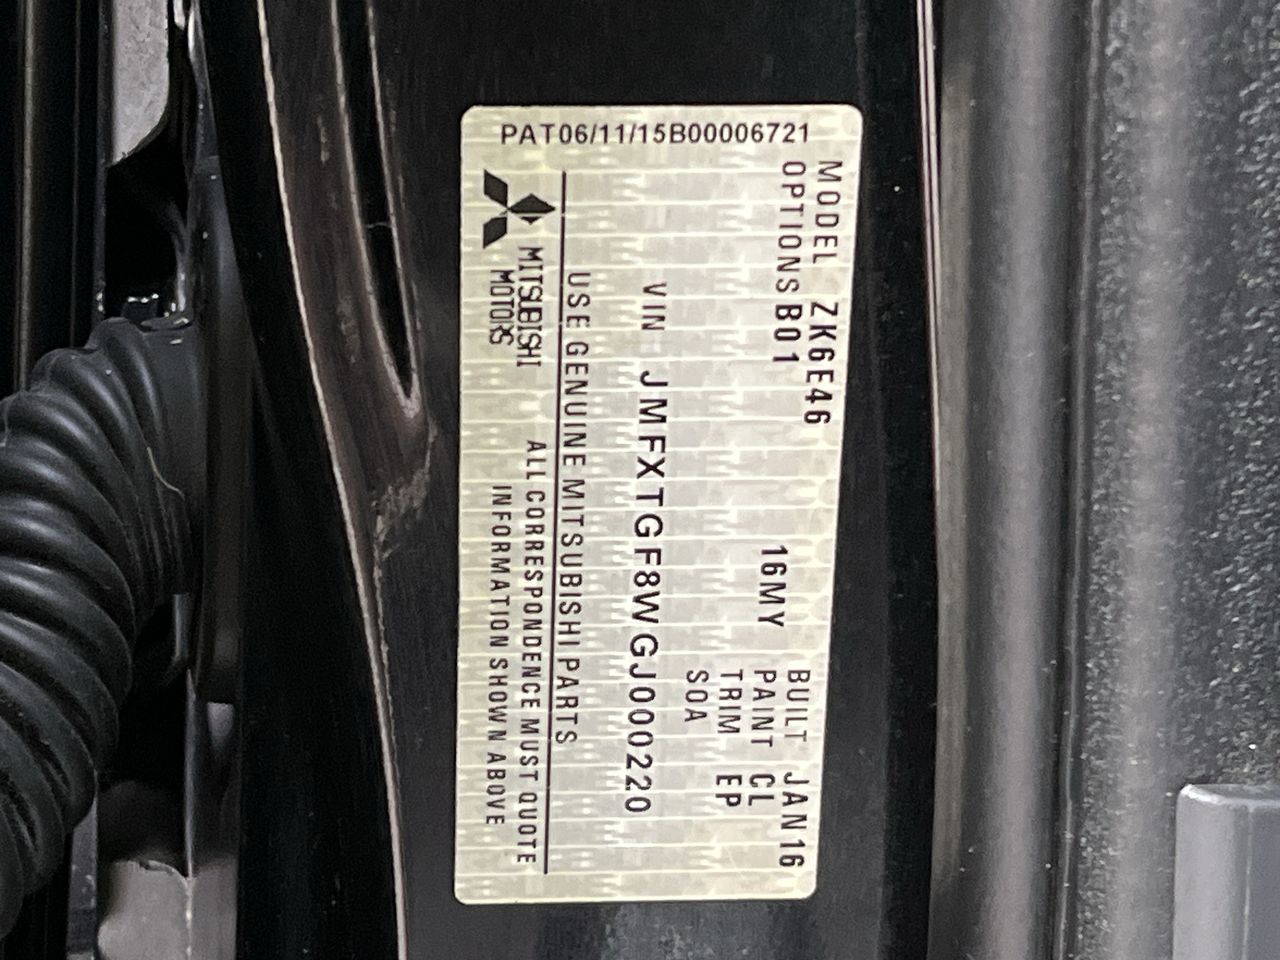 PAT06/11/15B00006721
MODEL ZK6E46
OPTIONS B01
16MY
BUILT JAN16
PAINT CL
TRIM EP
SOA
VIN JMFXTGF8WGJ000220
USE GENUINE MITSUBISHI PARTS
MITSUBISHI
MOTORS
ALL CORRESPONDENCE MUST QUOTE
INFORMATION SHOWN ABOVE